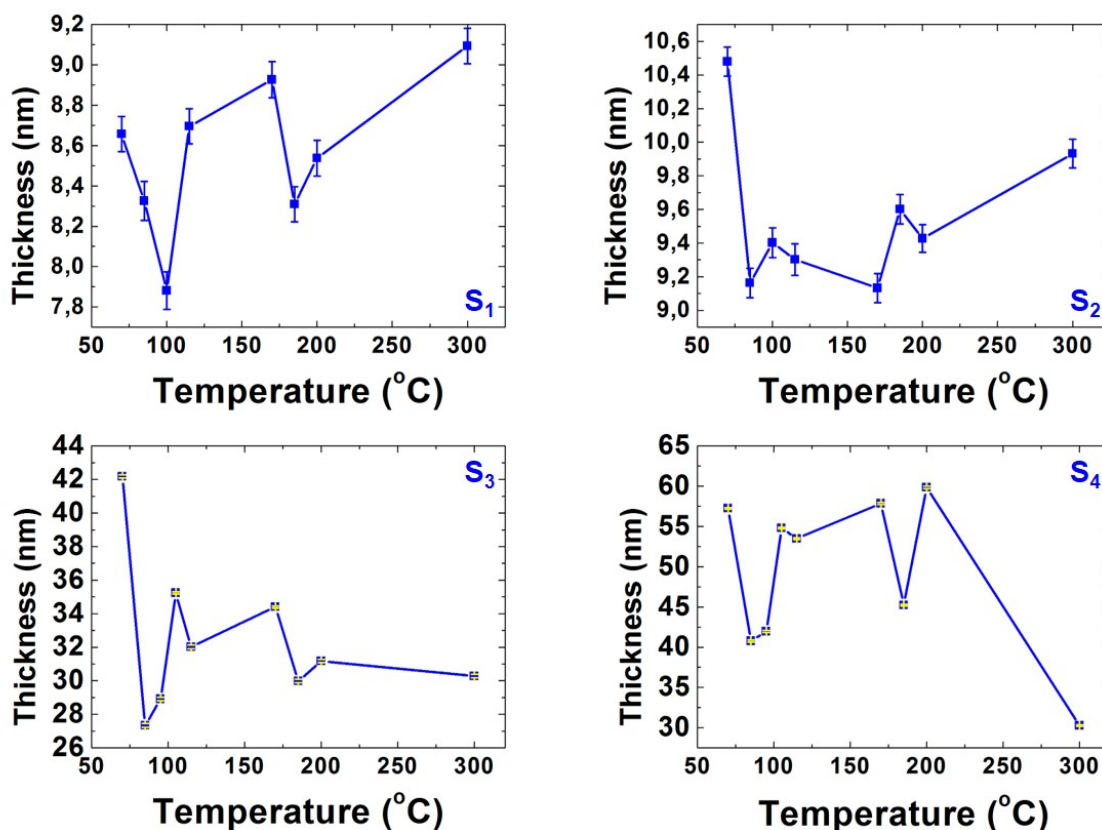 Thickness (nm)
9,2
9,0
8,8
8,6
8,4
8,2
8,0
7,8
S₁
50 100 150 200 250 300
Temperature (°C)
Thickness (nm)
10,6
10,4
10,2
10,0
9,8
9,6
9,4
9,2
9,0
S₂
50 100 150 200 250 300
Temperature (°C)
Thickness (nm)
44
42
40
38
36
34
32
30
28
26
S₃
50 100 150 200 250 300
Temperature (°C)
Thickness (nm)
65
60
55
50
45
40
35
30
S₄
50 100 150 200 250 300
Temperature (°C)